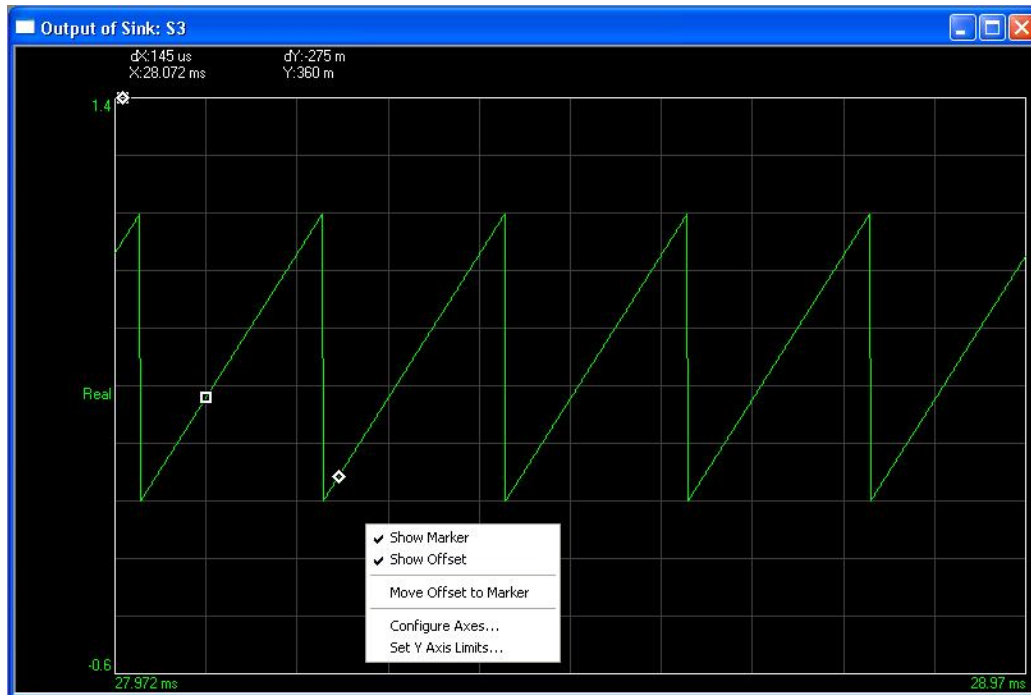 Output of Sink: S3
dX:145 us dY:-275 m
X:28.072 ms Y:360 m
1.4
Real
-0.6
27.972 ms 28.97 ms
Show Marker
Show Offset
Move Offset to Marker
Configure Axes...
Set Y Axis Limits...